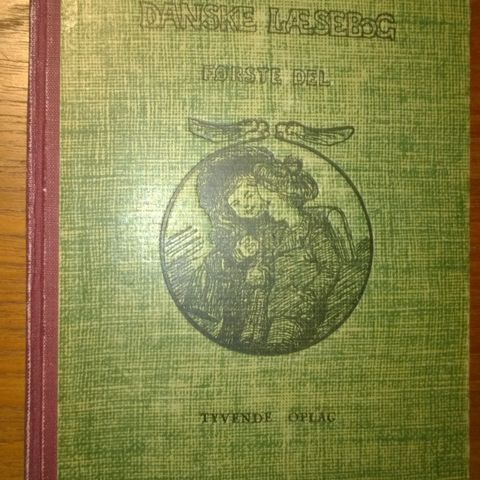 DANSKE LÆSEBOG
FØRSTE DEL
TYVENDE OPLAG